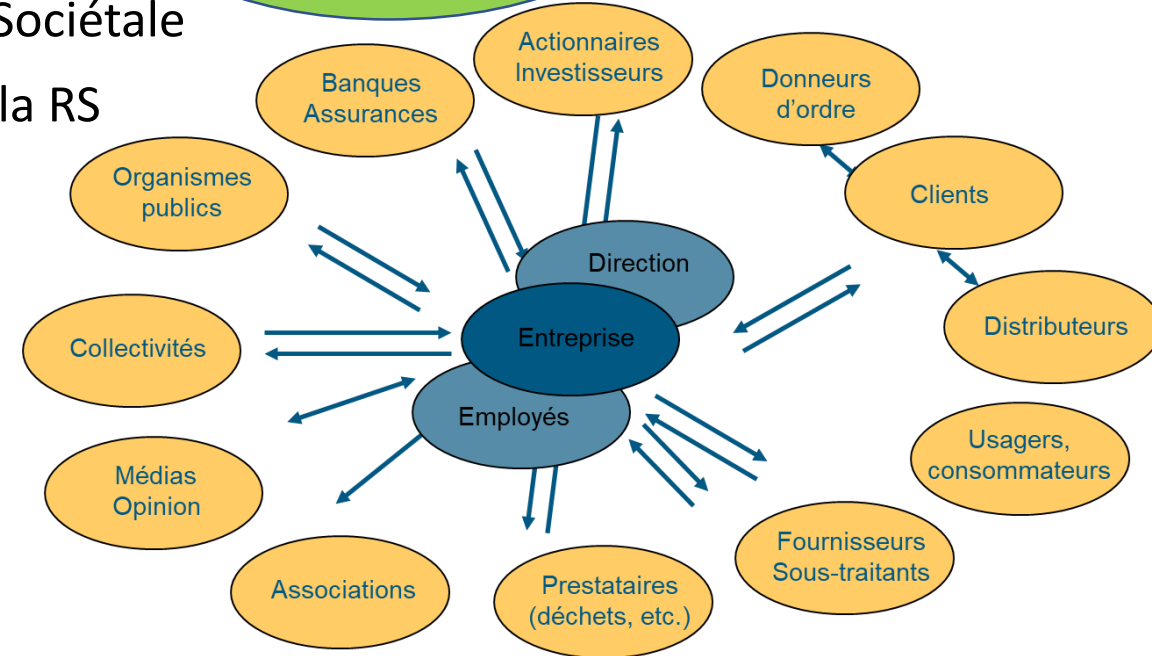 Sociétale
la RS
Actionnaires
Investisseurs
Banques
Assurances
Donneurs
d’ordre
Organismes
publics
Clients
Direction
Distributeurs
Entreprise
Collectivités
Employés
Usagers,
consommateurs
Médias
Opinion
Fournisseurs
Sous-traitants
Associations
Prestataires
(déchets, etc.)